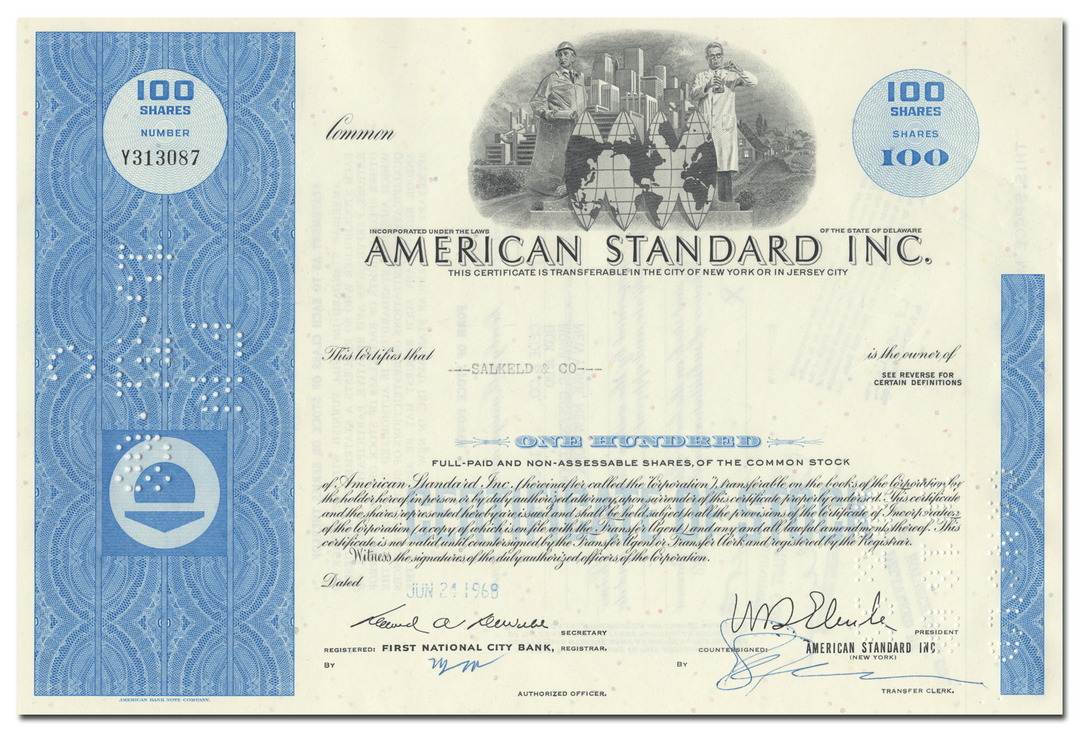 100
SHARES
NUMBER
Y313087
Common
100
SHARES
SHARES
100
INCORPORATED UNDER THE LAWS
OF THE STATE OF DELAWARE
AMERICAN STANDARD INC.
THIS CERTIFICATE IS TRANSFERABLE IN THE CITY OF NEW YORK OR IN JERSEY CITY
This Certifies that
is the owner of
---SALKELD & CO---
SEE REVERSE FOR
CERTAIN DEFINITIONS
ONE HUNDRED
FULL-PAID AND NON-ASSESSABLE SHARES, OF THE COMMON STOCK
of American Standard Inc. (hereinafter called the "Corporation"), transferable on the books of the Corporation by
the holder hereof in person or by duly authorized attorney upon surrender of this certificate properly endorsed. This certificate
and the shares represented hereby are issued and shall be held subject to all the provisions of the Certificate of Incorporation
of the Corporation (a copy of which is on file with the Transfer Agent), and any and all lawful amendments thereof. This
certificate is not valid until countersigned by the Transfer Agent or Transfer Clerk and registered by the Registrar.
Witness the signatures of the duly authorized officers of the Corporation.
Dated
JUN 24 1968
SECRETARY
PRESIDENT
REGISTERED: FIRST NATIONAL CITY BANK, REGISTRAR.
COUNTERSIGNED: AMERICAN STANDARD INC.
(NEW YORK)
By
By
AUTHORIZED OFFICER.
TRANSFER CLERK.
AMERICAN BANK NOTE COMPANY.